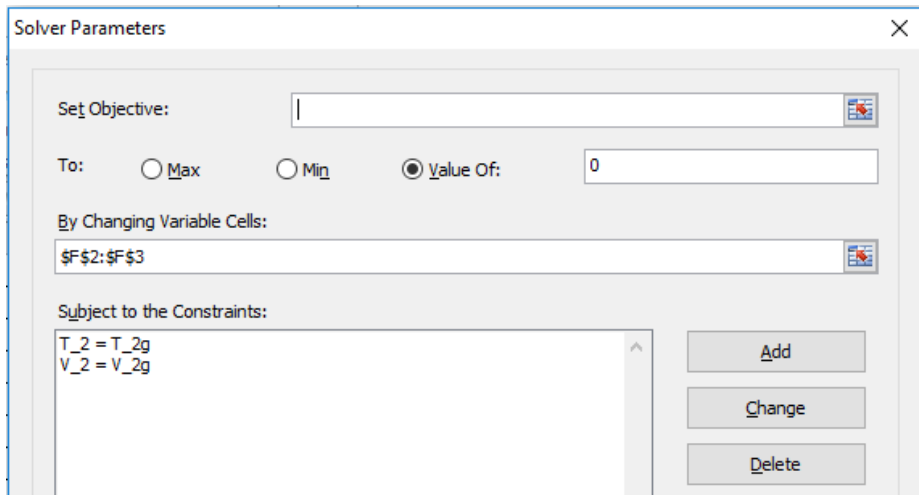 Solver Parameters
Set Objective:
To: Max Min Value Of: 0
By Changing Variable Cells:
$F$2:$F$3
Subject to the Constraints:
T_2 = T_2g
V_2 = V_2g
Add
Change
Delete